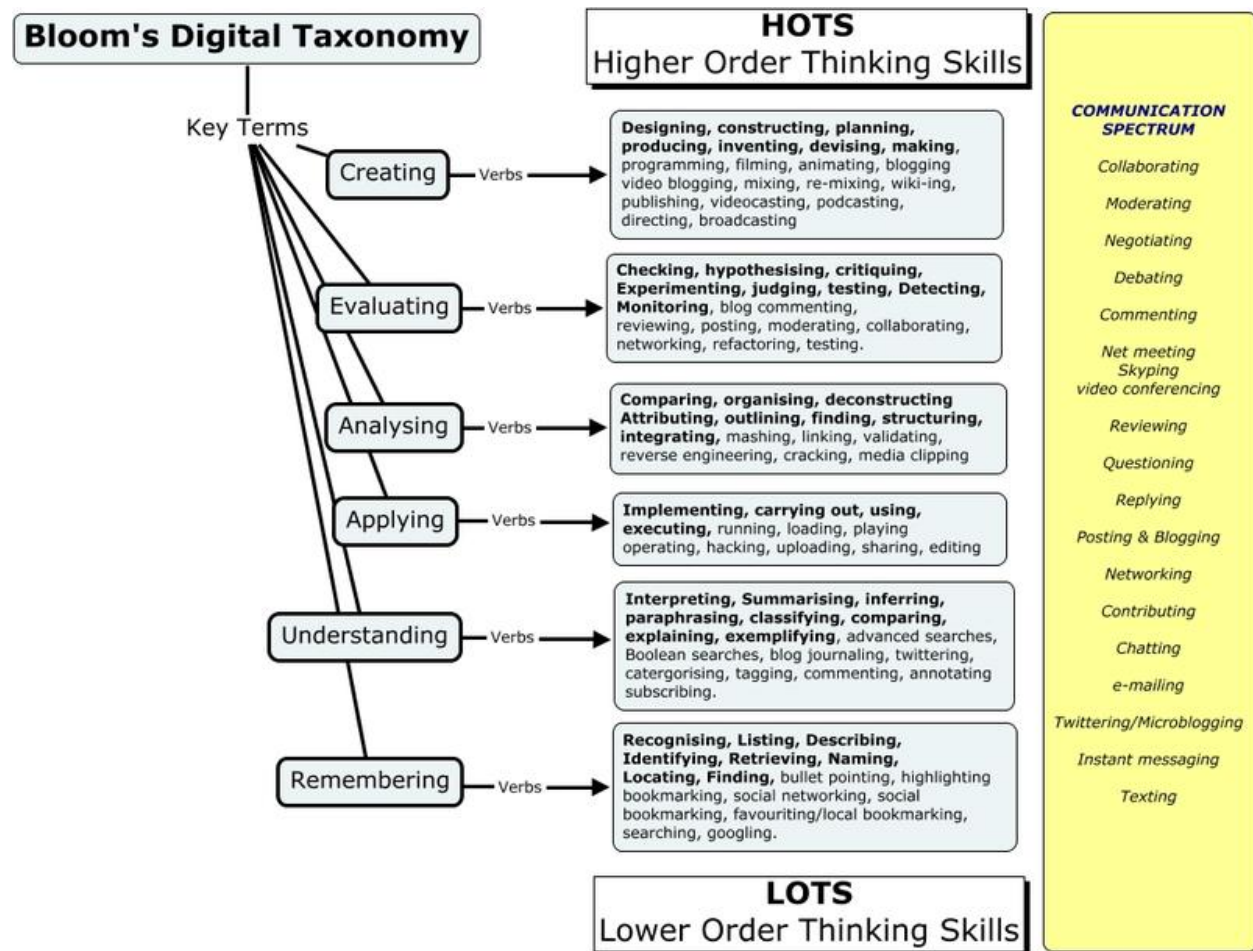 Bloom's Digital Taxonomy
Key Terms
HOTS
Higher Order Thinking Skills
Creating
Verbs
Designing, constructing, planning,
producing, inventing, devising, making,
programming, filming, animating, blogging
video blogging, mixing, re-mixing, wiki-ing,
publishing, videocasting, podcasting,
directing, broadcasting
Evaluating
Verbs
Checking, hypothesising, critiquing,
Experimenting, judging, testing, Detecting,
Monitoring, blog commenting,
reviewing, posting, moderating, collaborating,
networking, refactoring, testing.
Analysing
Verbs
Comparing, organising, deconstructing
Attributing, outlining, finding, structuring,
integrating, mashing, linking, validating,
reverse engineering, cracking, media clipping
Applying
Verbs
Implementing, carrying out, using,
executing, running, loading, playing
operating, hacking, uploading, sharing, editing
Understanding
Verbs
Interpreting, Summarising, inferring,
paraphrasing, classifying, comparing,
explaining, exemplifying, advanced searches,
Boolean searches, blog journaling, twittering,
catergorising, tagging, commenting, annotating
subscribing.
Remembering
Verbs
Recognising, Listing, Describing,
Identifying, Retrieving, Naming,
Locating, Finding, bullet pointing, highlighting
bookmarking, social networking, social
bookmarking, favouriting/local bookmarking,
searching, googling.
LOTS
Lower Order Thinking Skills
COMMUNICATION
SPECTRUM
Collaborating
Moderating
Negotiating
Debating
Commenting
Net meeting
Skyping
video conferencing
Reviewing
Questioning
Replying
Posting & Blogging
Networking
Contributing
Chatting
e-mailing
Twittering/Microblogging
Instant messaging
Texting